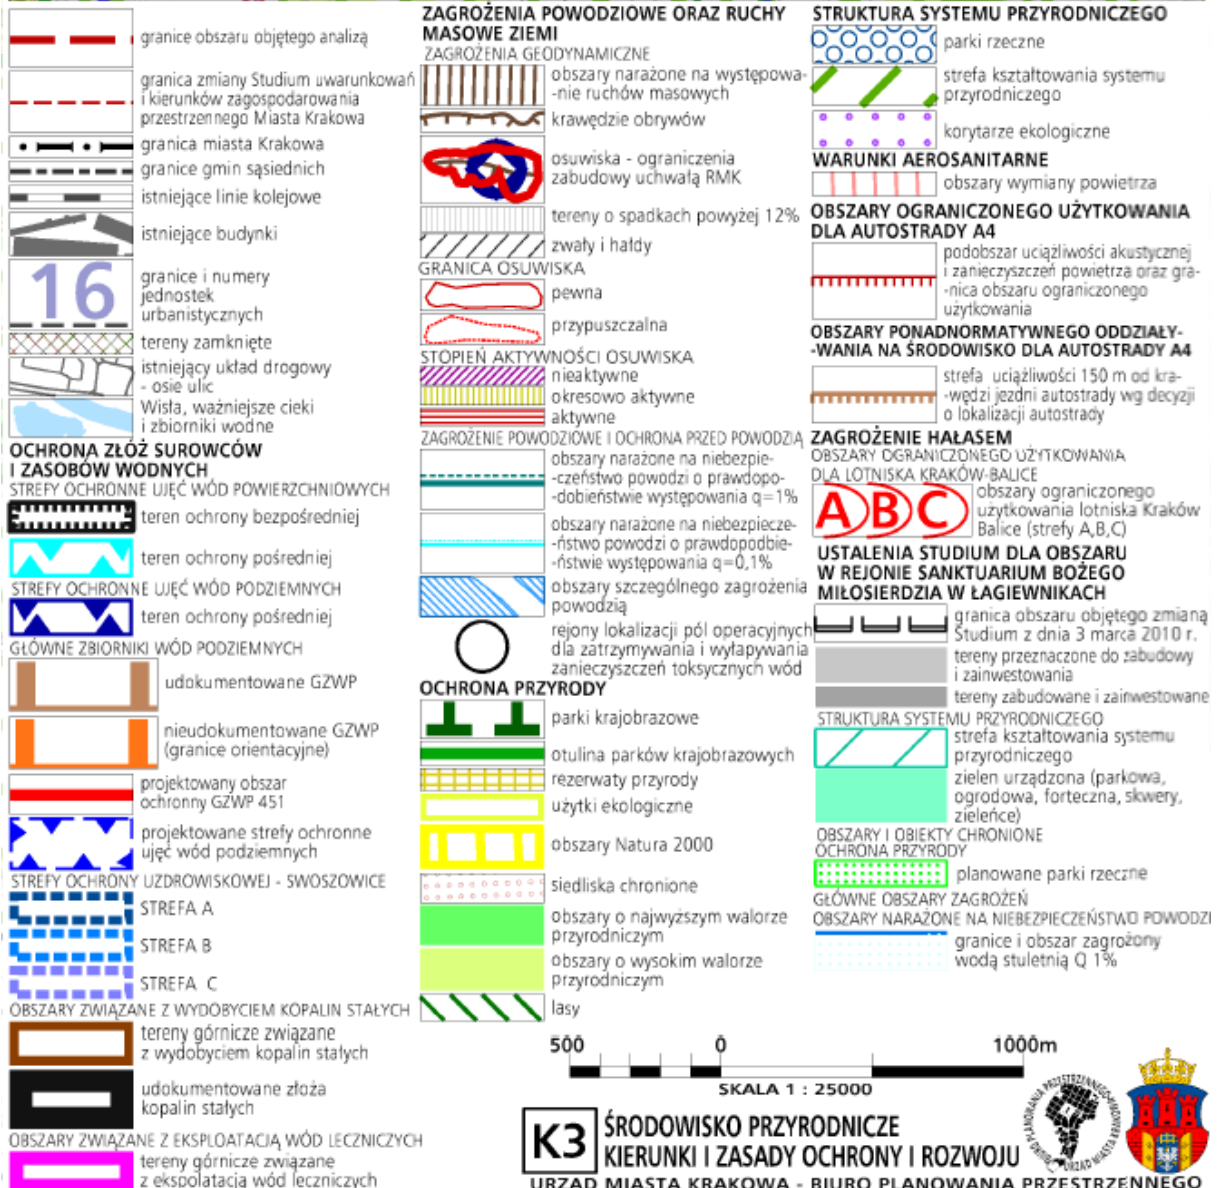 granice obszaru objętego analizą
granica zmiany Studium uwarunkowań
i kierunków zagospodarowania
przestrzennego Miasta Krakowa
granica miasta Krakowa
granice gmin sąsiednich
istniejące linie kolejowe
istniejące budynki
16
granice i numery
jednostek
urbanistycznych
tereny zamknięte
istniejący układ drogowy
- osie ulic
Wisła, ważniejsze cieki
i zbiorniki wodne
OCHRONA ZŁÓŻ SUROWCÓW
I ZASOBÓW WODNYCH
STREFY OCHRONNE UJĘĆ WÓD POWIERZCHNIOWYCH
teren ochrony bezpośredniej
teren ochrony pośredniej
STREFY OCHRONNE UJĘĆ WÓD PODZIEMNYCH
teren ochrony pośredniej
GŁÓWNE ZBIORNIKI WÓD PODZIEMNYCH
udokumentowane GZWP
nieudokumentowane GZWP
(granice orientacyjne)
projektowany obszar
ochronny GZWP 451
projektowane strefy ochronne
ujęć wód podziemnych
STREFY OCHRONY UZDROWISKOWEJ - SWOSZOWICE
STREFA A
STREFA B
STREFA C
OBSZARY ZWIĄZANE Z WYDOBYCIEM KOPALIN STAŁYCH
tereny górnicze związane
z wydobyciem kopalin stałych
udokumentowane złoża
kopalin stałych
OBSZARY ZWIĄZANE Z EKSPLOATACJĄ WÓD LECZNICZYCH
tereny górnicze związane
z ekspolatacją wód leczniczych
ZAGROŻENIA POWODZIOWE ORAZ RUCHY
MASOWE ZIEMI
ZAGROŻENIA GEODYNAMICZNE
obszary narażone na występowa-
-nie ruchów masowych
krawędzie obrywów
osuwiska - ograniczenia
zabudowy uchwałą RMK
tereny o spadkach powyżej 12%
zwały i hałdy
GRANICA OSUWISKA
pewna
przypuszczalna
STOPIEŃ AKTYWNOŚCI OSUWISKA
nieaktywne
okresowo aktywne
aktywne
ZAGROŻENIE POWODZIOWE I OCHRONA PRZED POWODZIĄ
obszary narażone na niebezpie-
-czeństwo powodzi o prawdopo-
-dobieństwie występowania q=1%
obszary narażone na niebezpiecze-
-ństwo powodzi o prawdopodbie-
-ństwie występowania q=0,1%
obszary szczególnego zagrożenia
powodzią
rejony lokalizacji pól operacyjnych
dla zatrzymywania i wyłapywania
zanieczyszczeń toksycznych wód
OCHRONA PRZYRODY
parki krajobrazowe
otulina parków krajobrazowych
rezerwaty przyrody
użytki ekologiczne
obszary Natura 2000
siedliska chronione
obszary o najwyższym walorze
przyrodniczym
obszary o wysokim walorze
przyrodniczym
lasy
STRUKTURA SYSTEMU PRZYRODNICZEGO
parki rzeczne
strefa kształtowania systemu
przyrodniczego
korytarze ekologiczne
WARUNKI AEROSANITARNE
obszary wymiany powietrza
OBSZARY OGRANICZONEGO UŻYTKOWANIA
DLA AUTOSTRADY A4
podobszar uciążliwości akustycznej
i zanieczyszczeń powietrza oraz gra-
-nica obszaru ograniczonego
użytkowania
OBSZARY PONADNORMATYWNEGO ODDZIAŁY-
-WANIA NA ŚRODOWISKO DLA AUTOSTRADY A4
strefa uciążliwości 150 m od kra-
-wędzi jezdni autostrady wg decyzji
o lokalizacji autostrady
ZAGROŻENIE HAŁASEM
OBSZARY OGRANICZONEGO UŻYTKOWANIA
DLA LOTNISKA KRAKÓW-BALICE
A B C
obszary ograniczonego
użytkowania lotniska Kraków
Balice (strefy A,B,C)
USTALENIA STUDIUM DLA OBSZARU
W REJONIE SANKTUARIUM BOŻEGO
MIŁOSIERDZIA W ŁAGIEWNIKACH
granica obszaru objętego zmianą
Studium z dnia 3 marca 2010 r.
tereny przeznaczone do zabudowy
i zainwestowania
tereny zabudowane i zainwestowane
STRUKTURA SYSTEMU PRZYRODNICZEGO
strefa kształtowania systemu
przyrodniczego
zielen urządzona (parkowa,
ogrodowa, forteczna, skwery,
zieleńce)
OBSZARY I OBIEKTY CHRONIONE
OCHRONA PRZYRODY
planowane parki rzeczne
GŁÓWNE OBSZARY ZAGROŻEŃ
OBSZARY NARAŻONE NA NIEBEZPIECZEŃSTWO POWODZI
granice i obszar zagrożony
wodą stuletnią Q 1%
500 0 1000m
SKALA 1 : 25000
K3
ŚRODOWISKO PRZYRODNICZE
KIERUNKI I ZASADY OCHRONY I ROZWOJU
URZĄD MIASTA KRAKOWA - BIURO PLANOWANIA PRZESTRZENNEGO